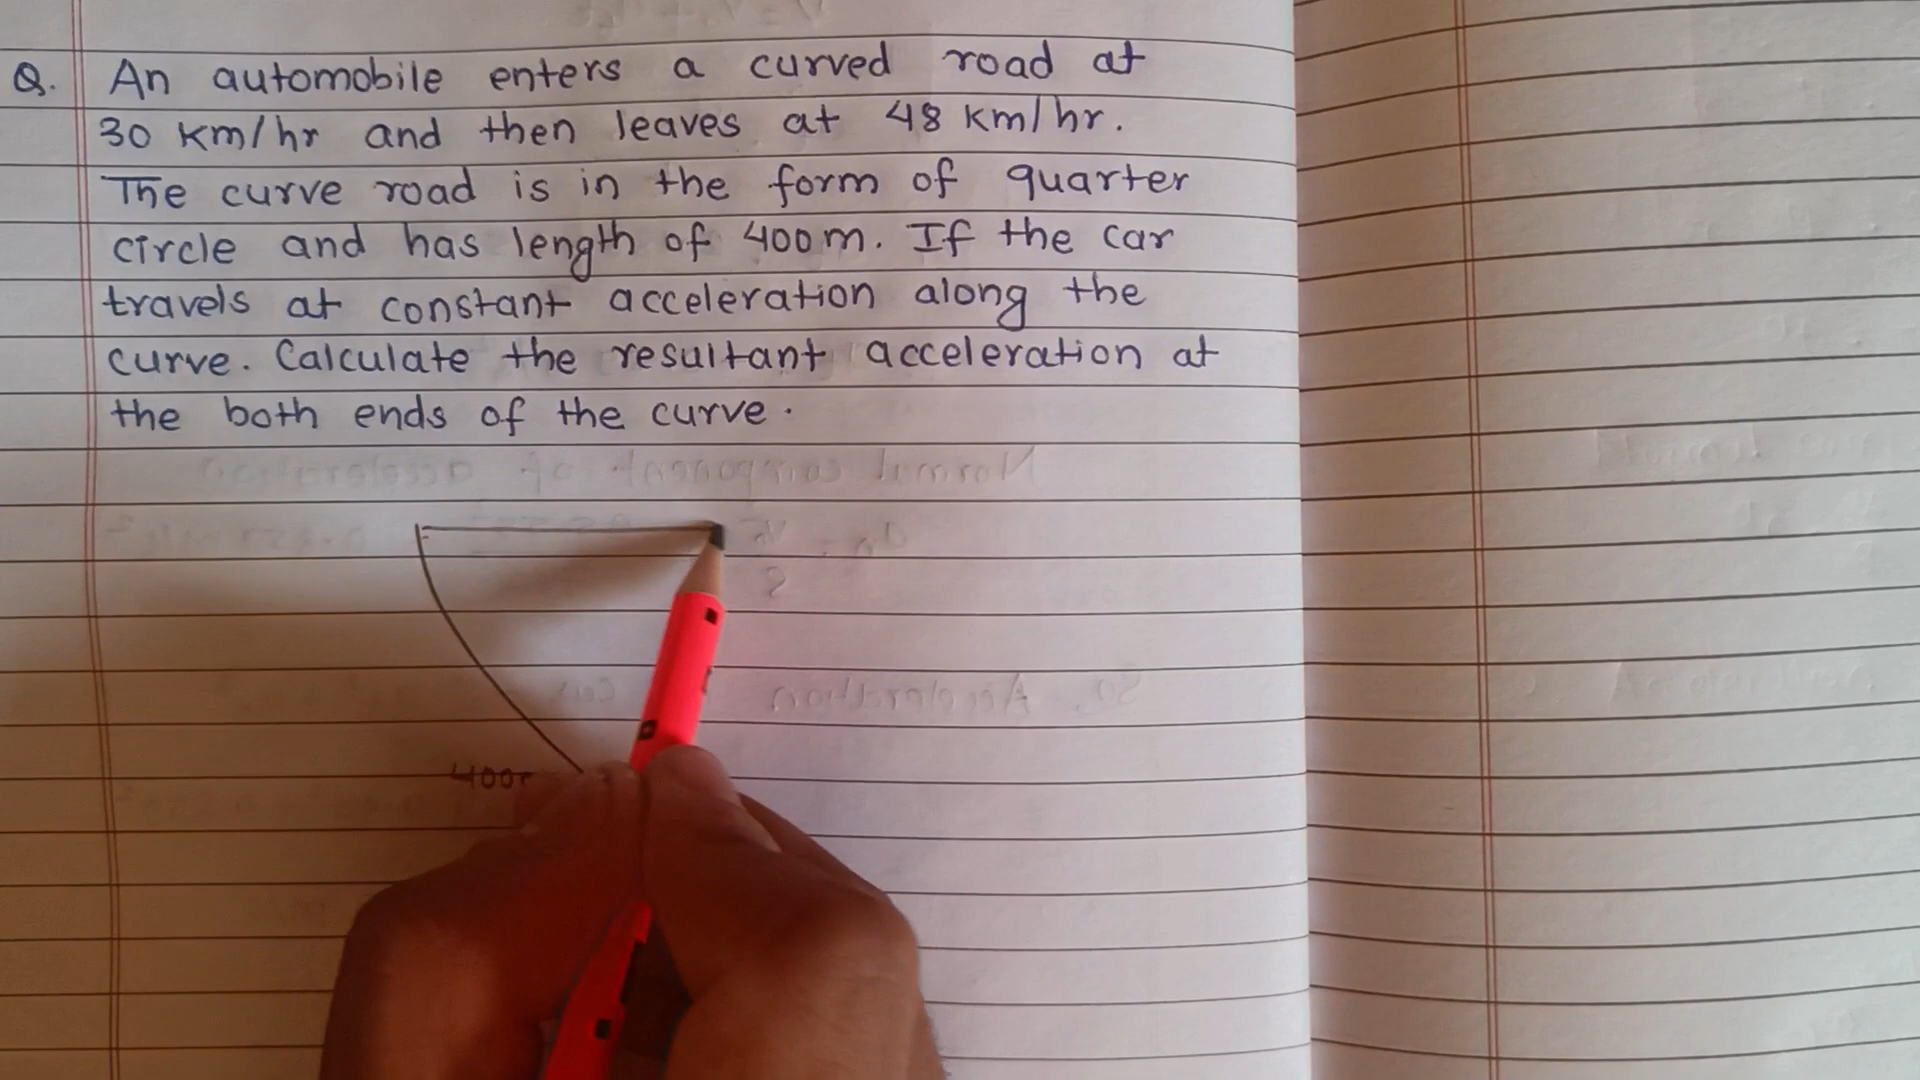 Q. An automobile enters a curved road at
30 km/hr and then leaves at 48 km/hr.
The curve road is in the form of quarter
circle and has length of 400m. If the car
travels at constant acceleration along the
curve. Calculate the resultant acceleration at
the both ends of the curve.